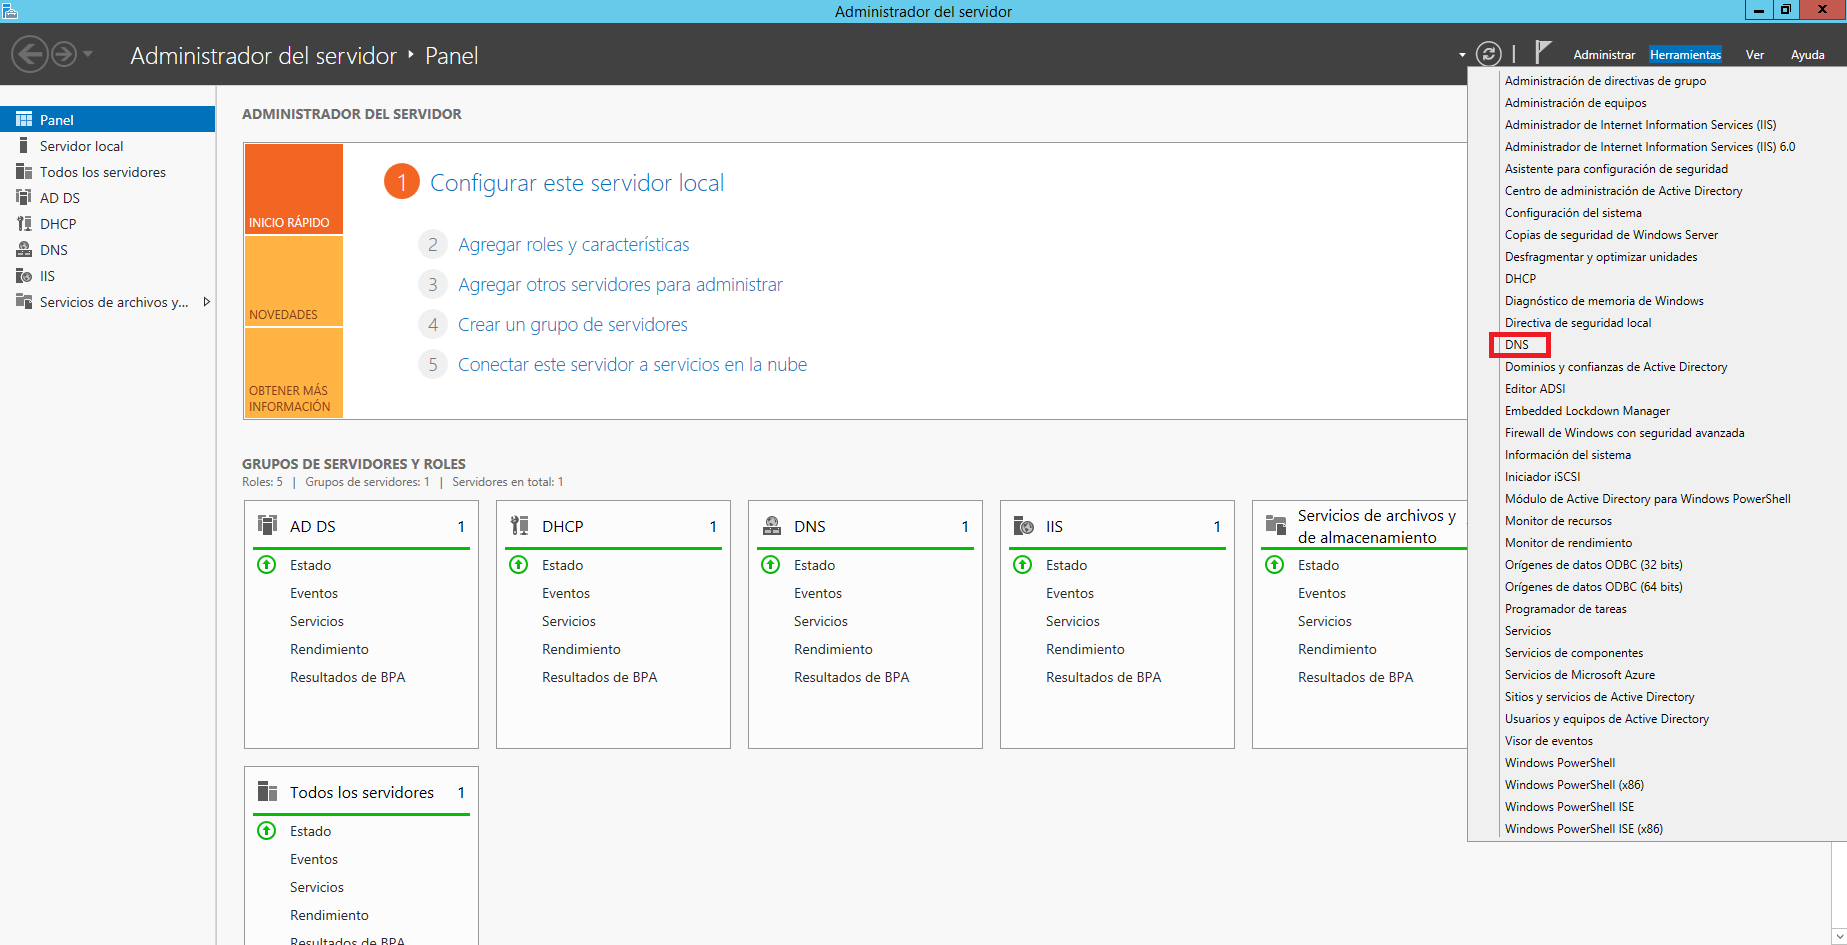 Administrador del servidor
Administrador del servidor ‣ Panel
Administrar Herramientas Ver Ayuda
Panel
Servidor local
Todos los servidores
AD DS
DHCP
DNS
IIS
Servicios de archivos y...
ADMINISTRADOR DEL SERVIDOR
INICIO RÁPIDO
NOVEDADES
OBTENER MÁS
INFORMACIÓN
1 Configurar este servidor local
2 Agregar roles y características
3 Agregar otros servidores para administrar
4 Crear un grupo de servidores
5 Conectar este servidor a servicios en la nube
GRUPOS DE SERVIDORES Y ROLES
Roles: 5 | Grupos de servidores: 1 | Servidores en total: 1
AD DS 1
Estado
Eventos
Servicios
Rendimiento
Resultados de BPA
DHCP 1
Estado
Eventos
Servicios
Rendimiento
Resultados de BPA
DNS 1
Estado
Eventos
Servicios
Rendimiento
Resultados de BPA
IIS 1
Estado
Eventos
Servicios
Rendimiento
Resultados de BPA
Servicios de archivos y
de almacenamiento
Estado
Eventos
Servicios
Rendimiento
Resultados de BPA
Todos los servidores 1
Estado
Eventos
Servicios
Rendimiento
Resultados de BPA
Administración de directivas de grupo
Administración de equipos
Administrador de Internet Information Services (IIS)
Administrador de Internet Information Services (IIS) 6.0
Asistente para configuración de seguridad
Centro de administración de Active Directory
Configuración del sistema
Copias de seguridad de Windows Server
Desfragmentar y optimizar unidades
DHCP
Diagnóstico de memoria de Windows
Directiva de seguridad local
DNS
Dominios y confianzas de Active Directory
Editor ADSI
Embedded Lockdown Manager
Firewall de Windows con seguridad avanzada
Información del sistema
Iniciador iSCSI
Módulo de Active Directory para Windows PowerShell
Monitor de recursos
Monitor de rendimiento
Orígenes de datos ODBC (32 bits)
Orígenes de datos ODBC (64 bits)
Programador de tareas
Servicios
Servicios de componentes
Servicios de Microsoft Azure
Sitios y servicios de Active Directory
Usuarios y equipos de Active Directory
Visor de eventos
Windows PowerShell
Windows PowerShell (x86)
Windows PowerShell ISE
Windows PowerShell ISE (x86)